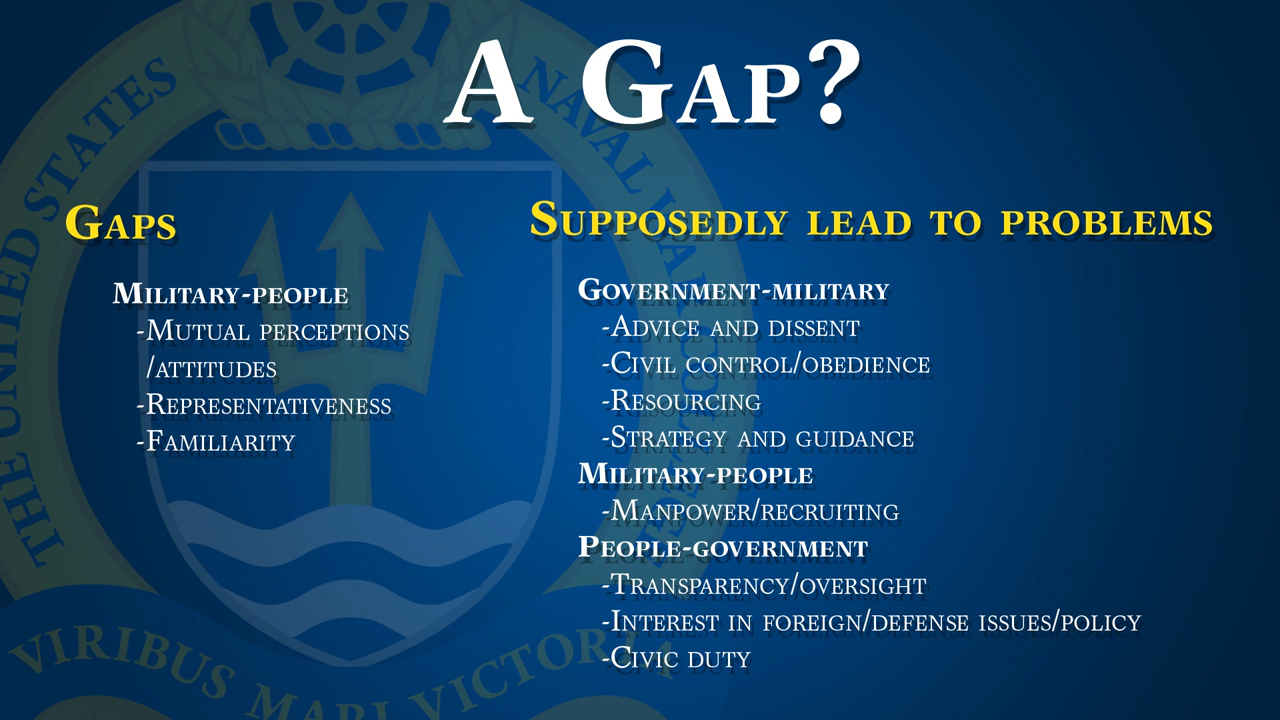 A Gap?
Gaps
Military-people
-Mutual perceptions
/attitudes
-Representativeness
-Familiarity
Supposedly lead to problems
Government-military
-Advice and dissent
-Civil control/obedience
-Resourcing
-Strategy and guidance
Military-people
-Manpower/recruiting
People-government
-Transparency/oversight
-Interest in foreign/defense issues/policy
-Civic duty
THE UNITED STATES NAVAL
VIRIBUS MARI VICTORIA